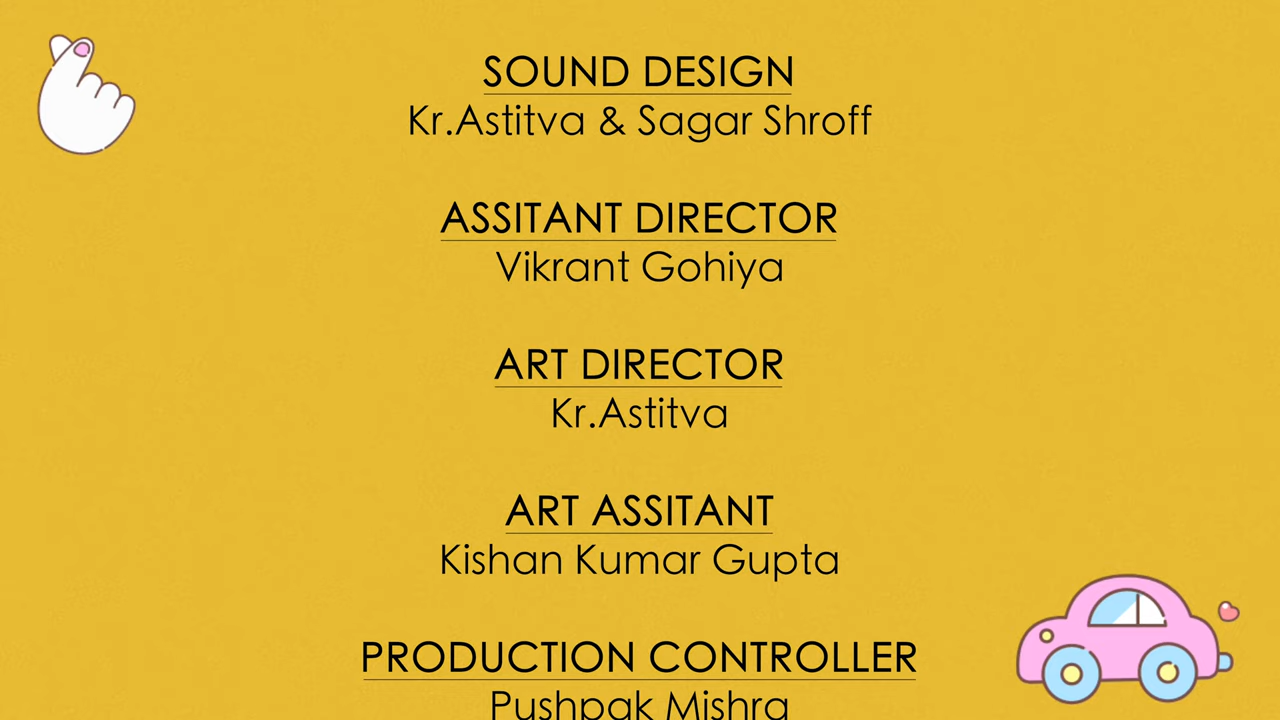 SOUND DESIGN
Kr.Astitva & Sagar Shroff
ASSITANT DIRECTOR
Vikrant Gohiya
ART DIRECTOR
Kr.Astitva
ART ASSITANT
Kishan Kumar Gupta
PRODUCTION CONTROLLER
Pushpak Mishra